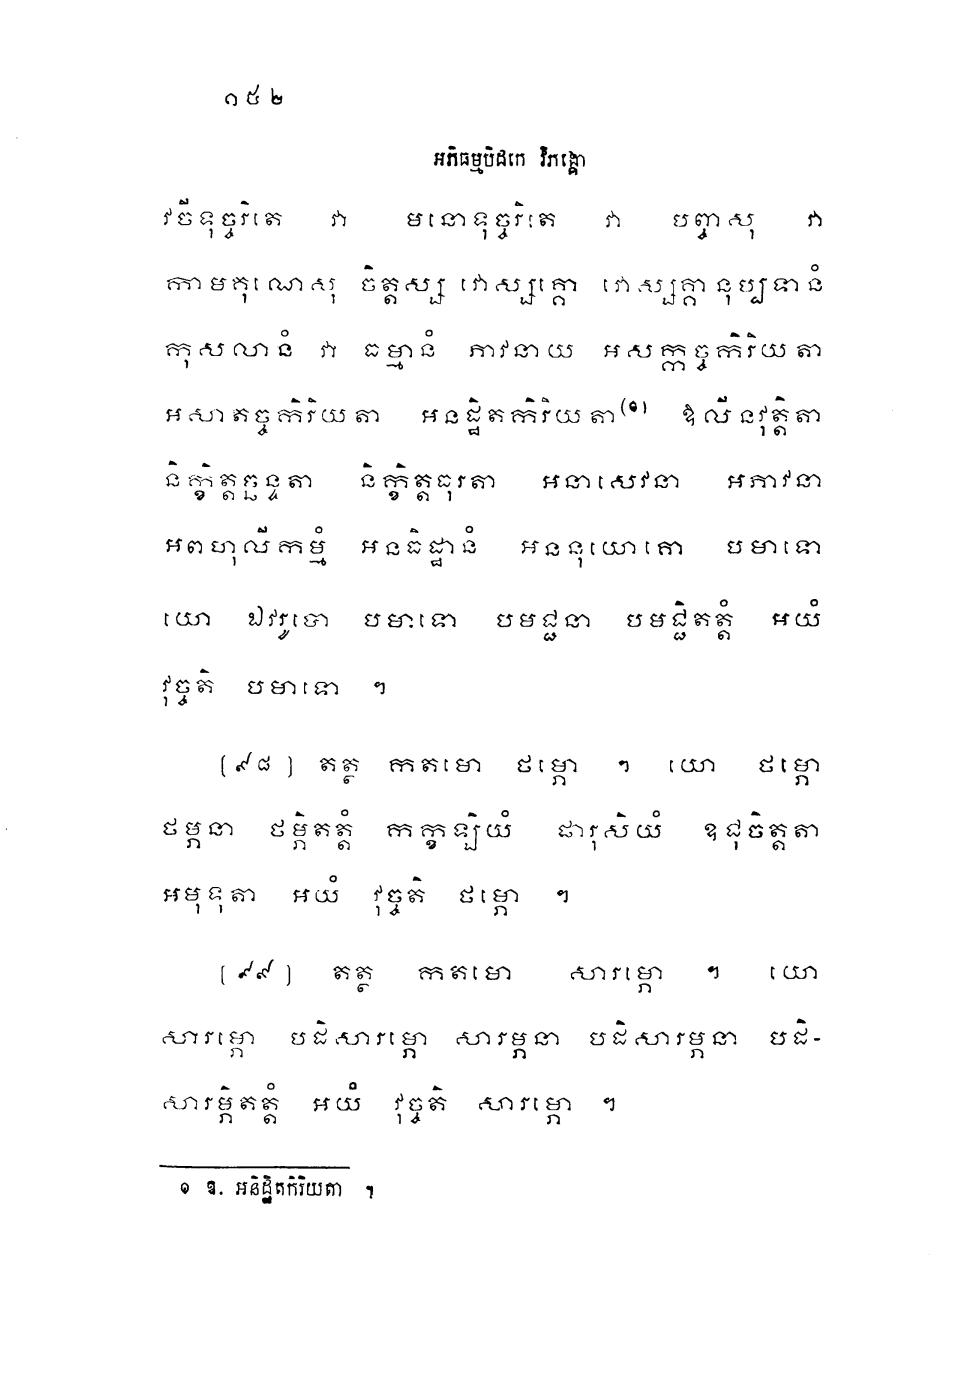 ១៥២
អភិធម្មបិដកេ វិភង្គោ
វចីទុច្ចរិតេ វា មនោទុច្ចរិតេ វា បញ្ចសុ វា
កាមគុណេសុ ចិត្តស្ស វោស្សគ្គោ វោស្សគ្គានុប្បទានំ
កុសលានំ វា ធម្មានំ ភាវនាយ អសក្កច្ចកិរិយតា
អសាតច្ចកិរិយតា អនដ្ឋិតកិរិយតា(១) ឱលីនវុត្តិតា
និក្ខិត្តច្ឆន្ទតា និក្ខិត្តធុរតា អនាសេវនា អភាវនា
អពហុលីកម្មំ អនធិដ្ឋានំ អននុយោគោ បមាទោ
យោ ឯវរូបោ បមាទោ បមជ្ជនា បមជ្ជិតត្តំ អយំ
វុច្ចតិ បមាទោ ។
(៩៨) តត្ថ កតមោ ថម្ភោ ។ យោ ថម្ភោ
ថម្ភនា ថម្ភិតត្តំ កក្ខឡិយំ ផារុសិយំ ឧជុចិត្តតា
អមុទុតា អយំ វុច្ចតិ ថម្ភោ ។
(៩៩) តត្ថ កតមោ សារម្ភោ ។ យោ
សារម្ភោ បដិសារម្ភោ សារម្ភនា បដិសារម្ភនា បដិ-
សារម្ភិតត្តំ អយំ វុច្ចតិ សារម្ភោ ។
១ ឱ. អនិដ្ឋិតកិរិយតា ។